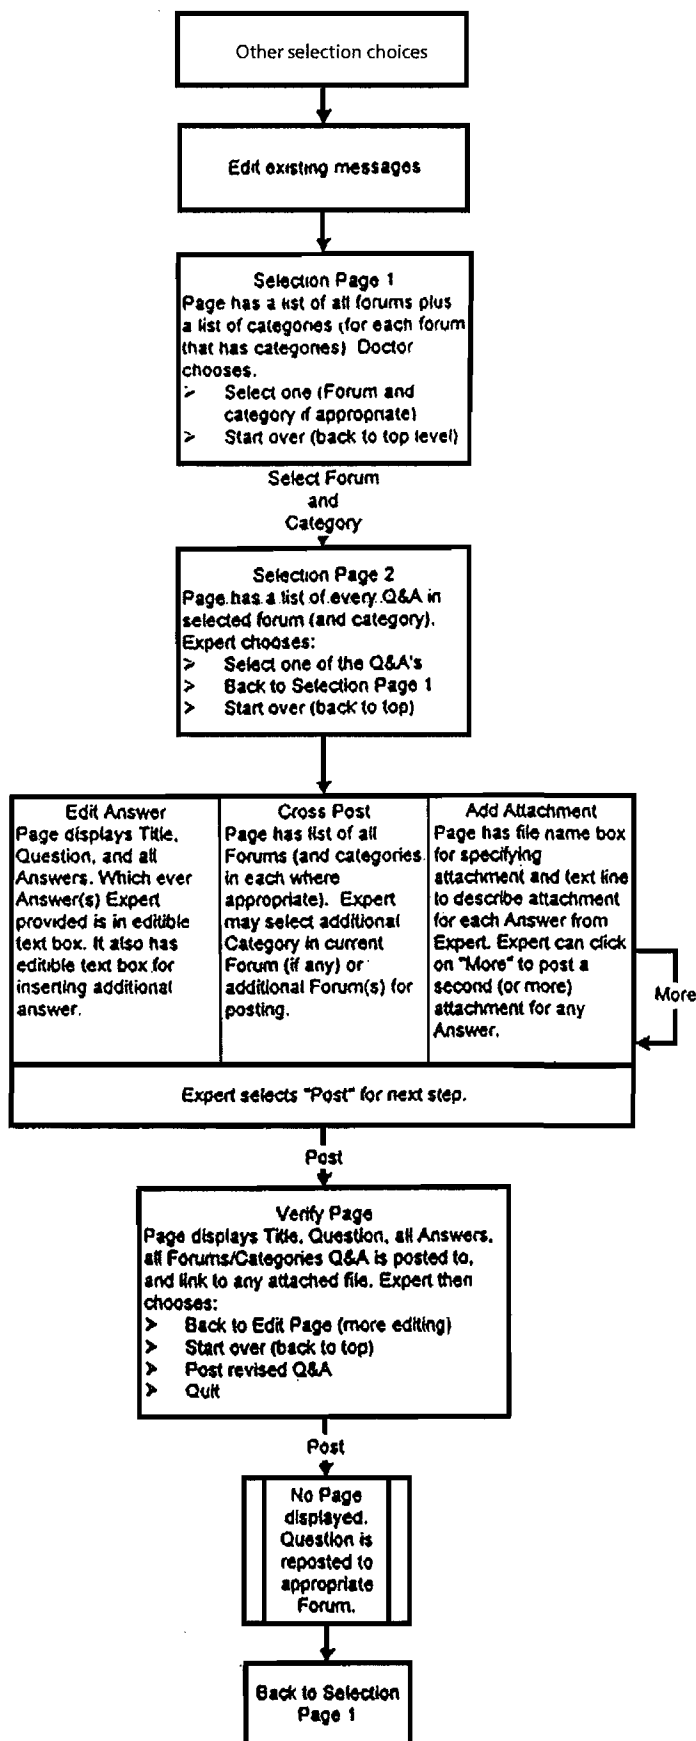 Other selection choices
Edit existing messages
Selection Page 1
Page has a list of all forums plus
a list of categories (for each forum
that has categories) Doctor
chooses.
➢ Select one (Forum and
category if appropriate)
➢ Start over (back to top level)
Select Forum
and
Category
Selection Page 2
Page has a list of every Q&A in
selected forum (and category).
Expert chooses:
➢ Select one of the Q&A's
➢ Back to Selection Page 1
➢ Start over (back to top)
Edit Answer
Page displays Title,
Question, and all
Answers. Which ever
Answer(s) Expert
provided is in editible
text box. It also has
editible text box for
inserting additional
answer.
Cross Post
Page has list of all
Forums (and categories
in each where
appropriate). Expert
may select additional
Category in current
Forum (if any) or
additional Forum(s) for
posting.
Add Attachment
Page has file name box
for specifying
attachment and text line
to describe attachment
for each Answer from
Expert. Expert can click
on "More" to post a
second (or more)
attachment for any
Answer.
More
Expert selects "Post" for next step.
Post
Verify Page
Page displays Title, Question, all Answers,
all Forums/Categories Q&A is posted to,
and link to any attached file. Expert then
chooses:
➢ Back to Edit Page (more editing)
➢ Start over (back to top)
➢ Post revised Q&A
➢ Quit
Post
No Page
displayed.
Question is
reposted to
appropriate
Forum.
Back to Selection
Page 1